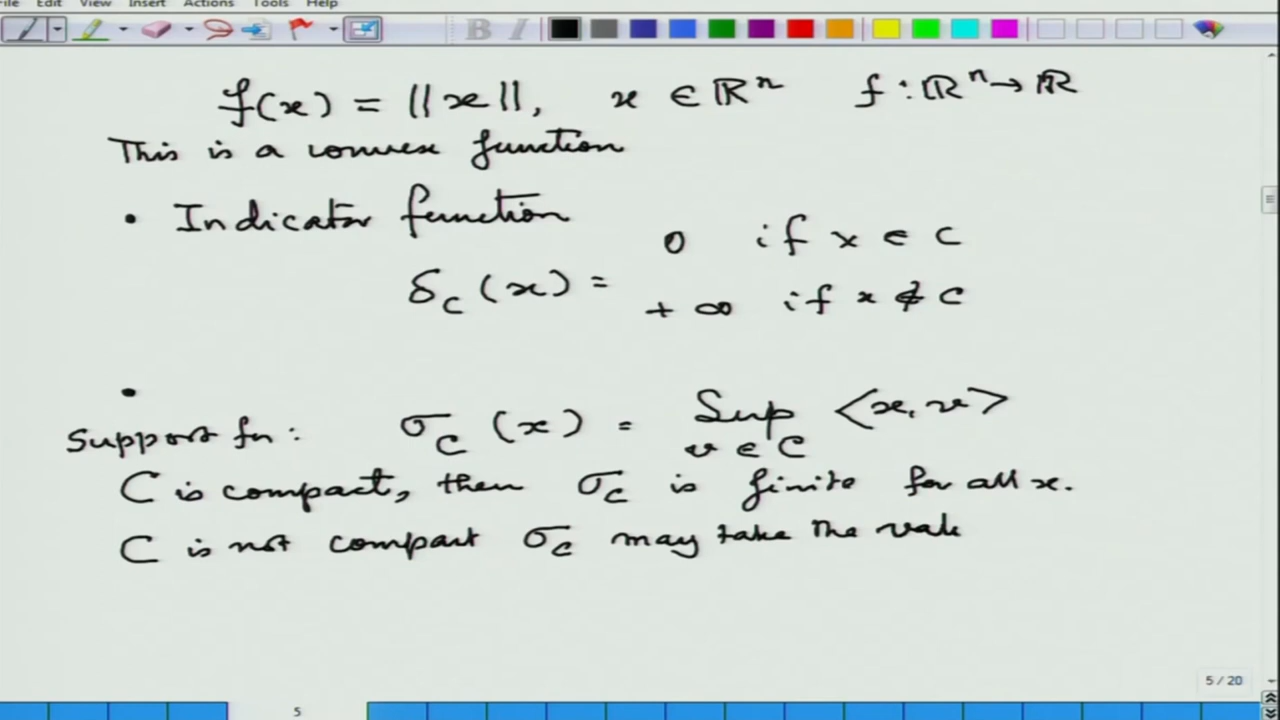 File Edit View Insert Actions Tools Help
B I
f(x) = ||x||, x ∈ ℝⁿ f : ℝⁿ → ℝ
This is a convex function
• Indicator function
δ_C (x) = 0 if x ∈ C
+ ∞ if x ∉ C
•
Support fn : σ_C (x) = Sup <x, v>
v ∈ C
C is compact, then σ_C is finite for all x.
C is not compact σ_C may take the valu
5 / 20
5